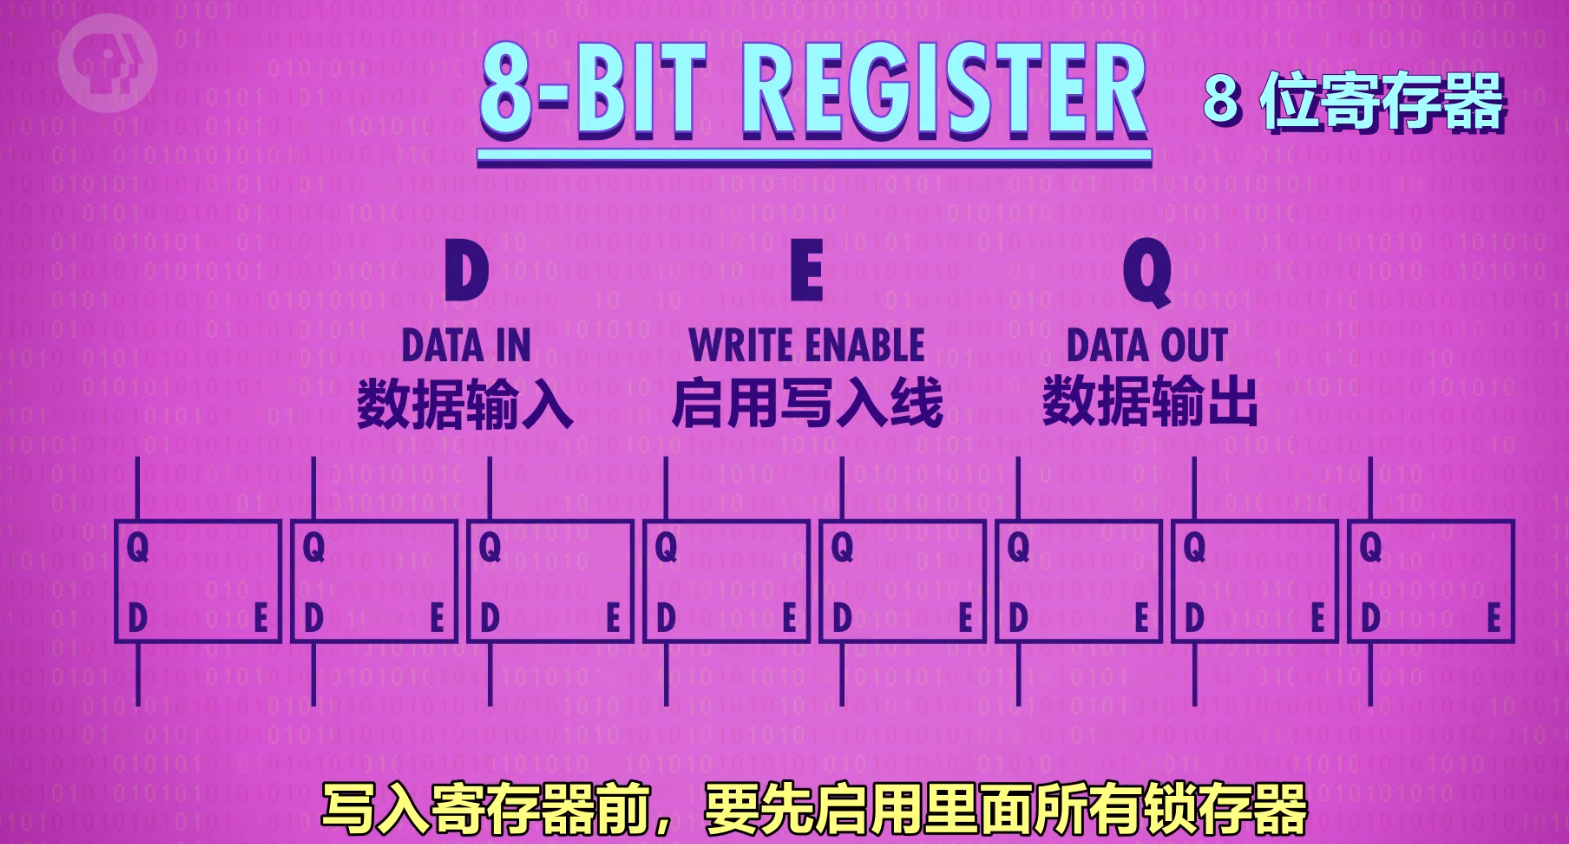 8-BIT REGISTER 8 位寄存器
D E Q
DATA IN WRITE ENABLE DATA OUT
数据输入 启用写入线 数据输出
Q Q Q Q Q Q Q Q
D E D E D E D E D E D E D E D E
写入寄存器前，要先启用里面所有锁存器